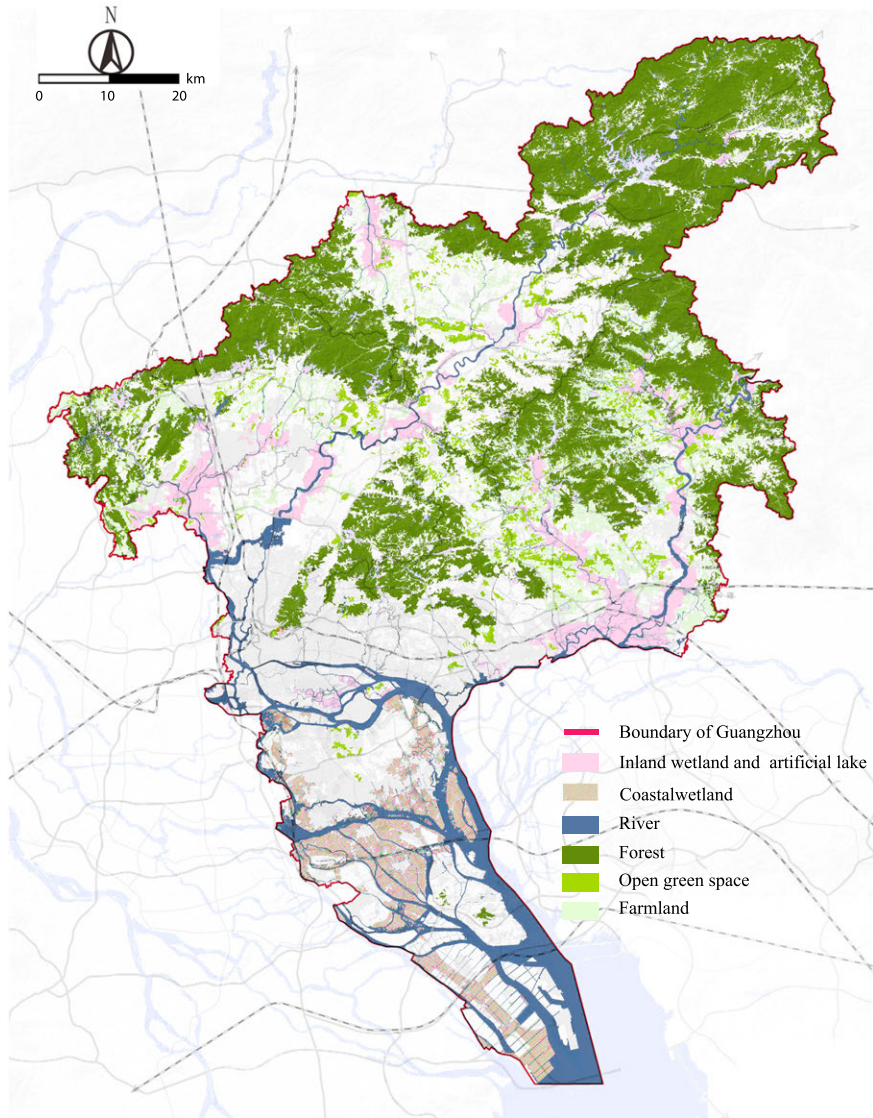 N
km
0 10 20
Boundary of Guangzhou
Inland wetland and artificial lake
Coastalwetland
River
Forest
Open green space
Farmland